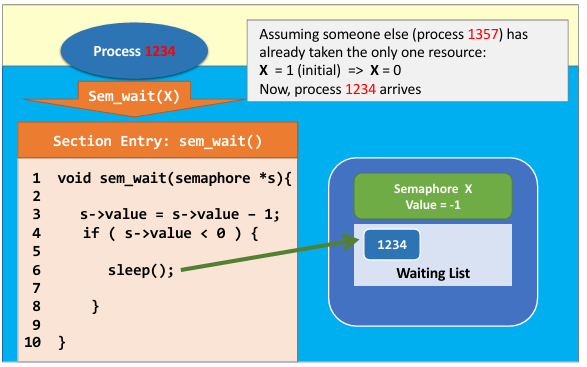 Process 1234
Assuming someone else (process 1357) has
already taken the only one resource:
X = 1 (initial) => X = 0
Now, process 1234 arrives
Sem_wait(X)
Section Entry: sem_wait()
1 void sem_wait(semaphore *s){
2
3 s->value = s->value – 1;
4 if ( s->value < 0 ) {
5
6 sleep();
7
8 }
9
10 }
Semaphore X
Value = -1
1234
Waiting List